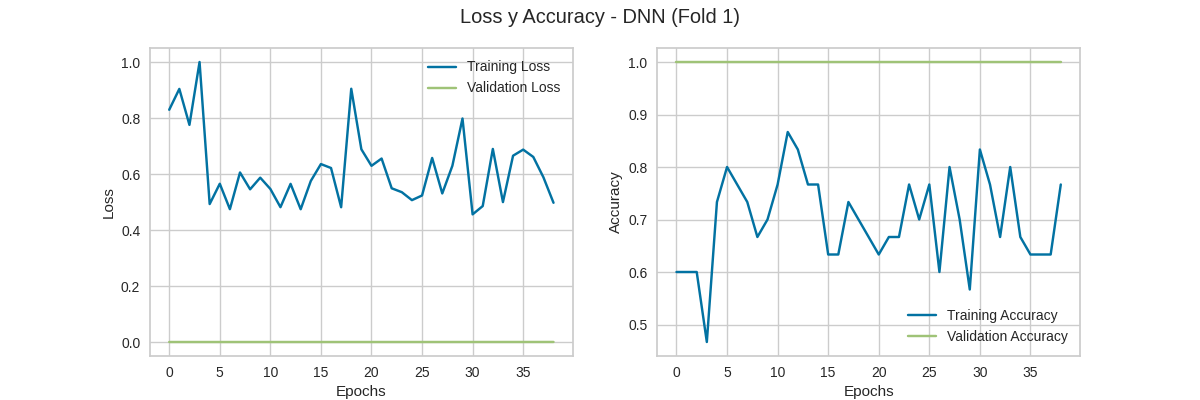 Loss y Accuracy - DNN (Fold 1)
1.0
0.8
0.6
0.4
0.2
0.0
Loss
Training Loss
Validation Loss
0 5 10 15 20 25 30 35
Epochs
1.0
0.9
0.8
0.7
0.6
0.5
Accuracy
Training Accuracy
Validation Accuracy
0 5 10 15 20 25 30 35
Epochs